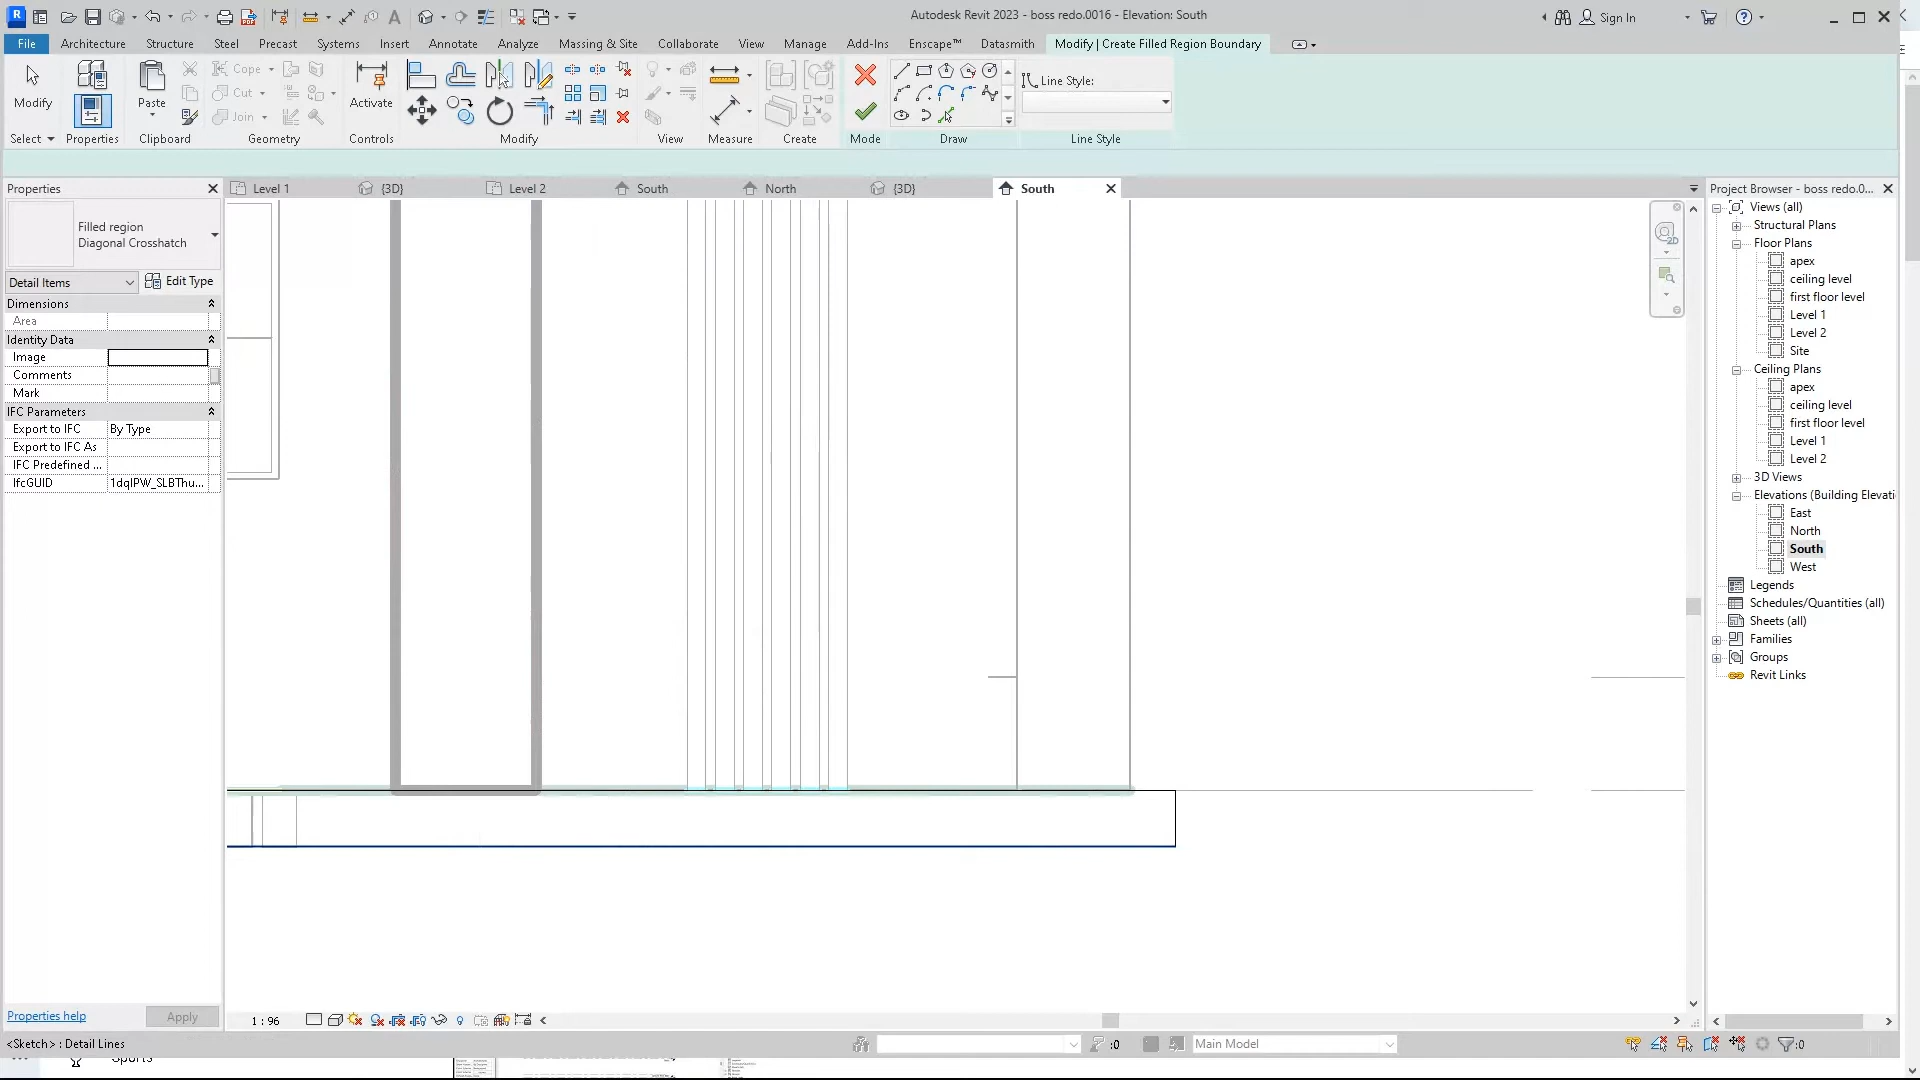 Autodesk Revit 2023 - boss redo.0016 - Elevation: South
Sign In
File Architecture Structure Steel Precast Systems Insert Annotate Analyze Massing & Site Collaborate View Manage Add-Ins Enscape™ Datasmith Modify | Create Filled Region Boundary
Modify
Paste
Cope
Cut
Join
Activate
Line Style:
Select Properties Clipboard Geometry Controls Modify View Measure Create Mode Draw Line Style
Properties
Level 1 {3D} Level 2 South North {3D} South
Project Browser - boss redo.0...
Filled region
Diagonal Crosshatch
Detail Items
Edit Type
Dimensions
Area
Identity Data
Image
Comments
Mark
IFC Parameters
Export to IFC By Type
Export to IFC As
IFC Predefined ...
IfcGUID 1dqIPW_SLBThu...
Views (all)
Structural Plans
Floor Plans
apex
ceiling level
first floor level
Level 1
Level 2
Site
Ceiling Plans
apex
ceiling level
first floor level
Level 1
Level 2
3D Views
Elevations (Building Elevati
East
North
South
West
Legends
Schedules/Quantities (all)
Sheets (all)
Families
Groups
Revit Links
2D
Properties help
Apply
1 : 96
<Sketch> : Detail Lines
:0
Main Model
:0